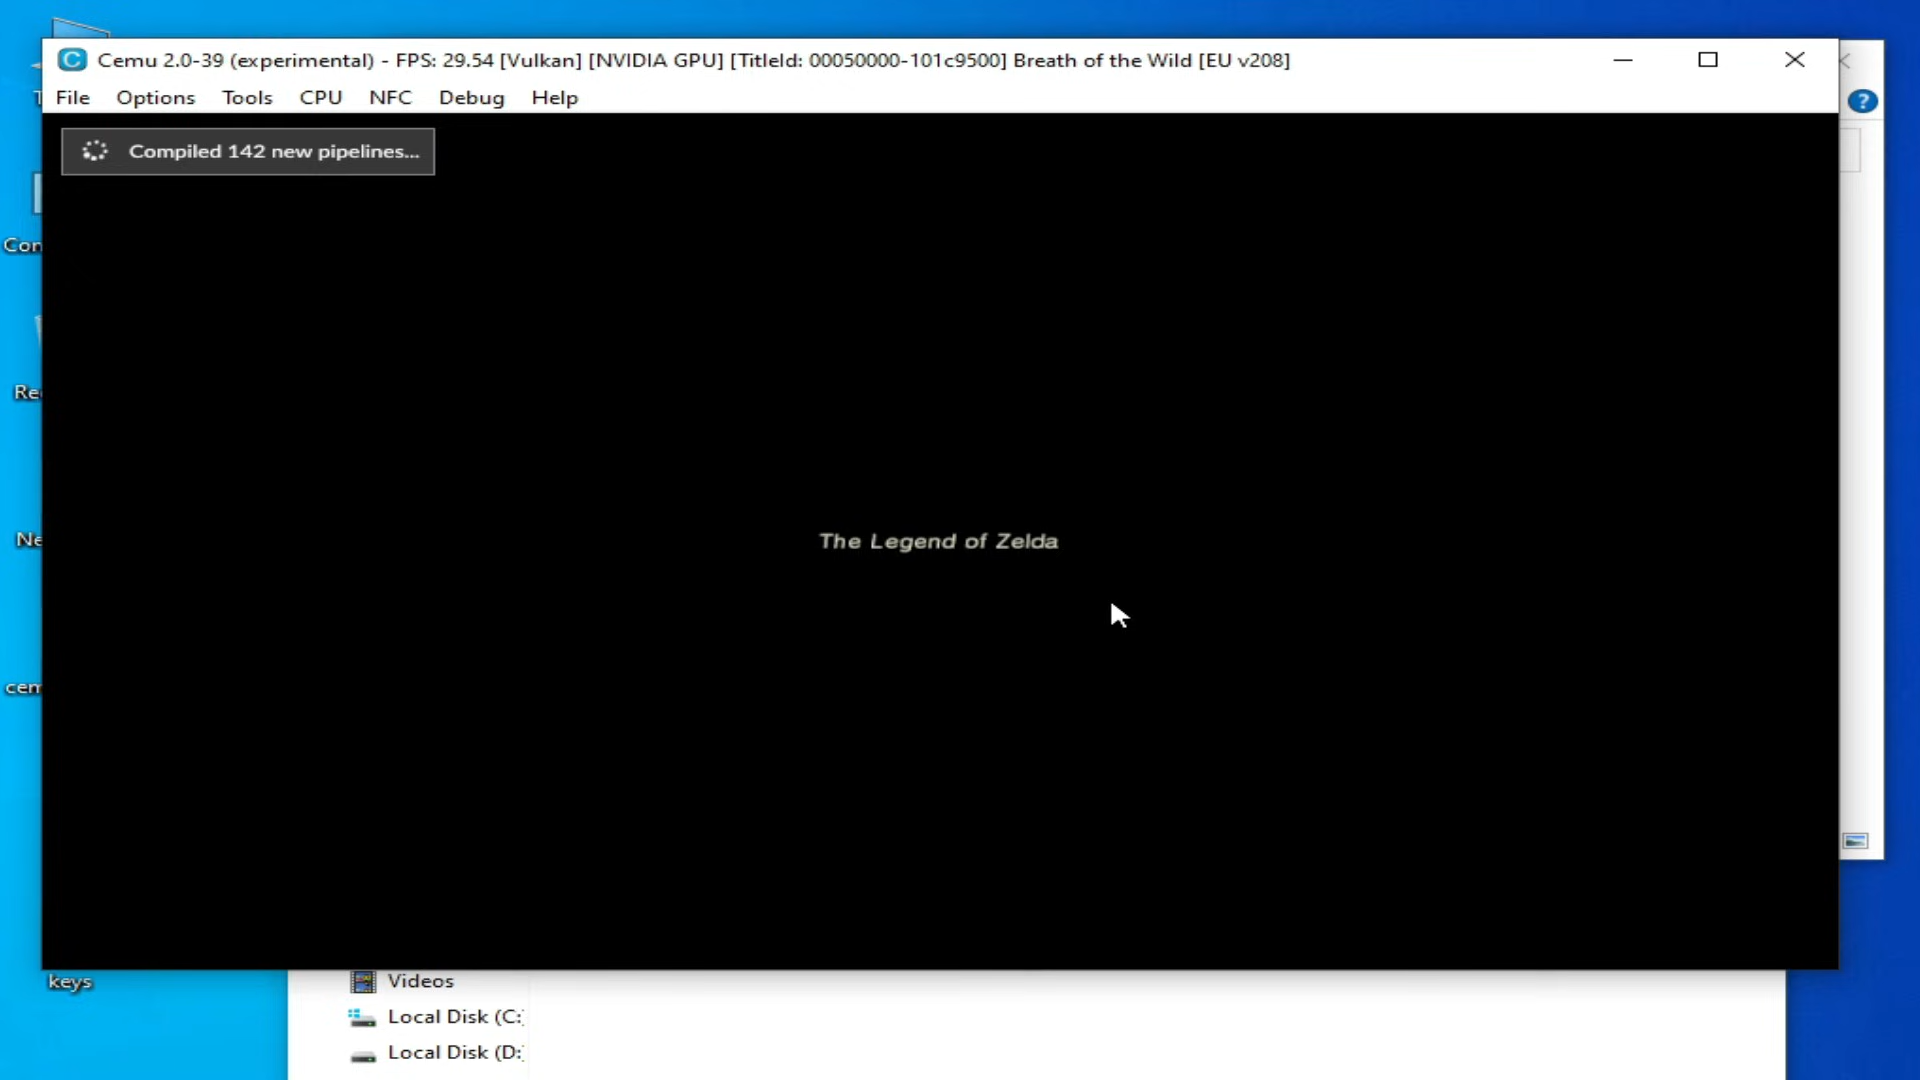 Cemu 2.0-39 (experimental) - FPS: 29.54 [Vulkan] [NVIDIA GPU] [TitleId: 00050000-101c9500] Breath of the Wild [EU v208]
File Options Tools CPU NFC Debug Help
Compiled 142 new pipelines...
The Legend of Zelda
keys
Videos
Local Disk (C:
Local Disk (D: